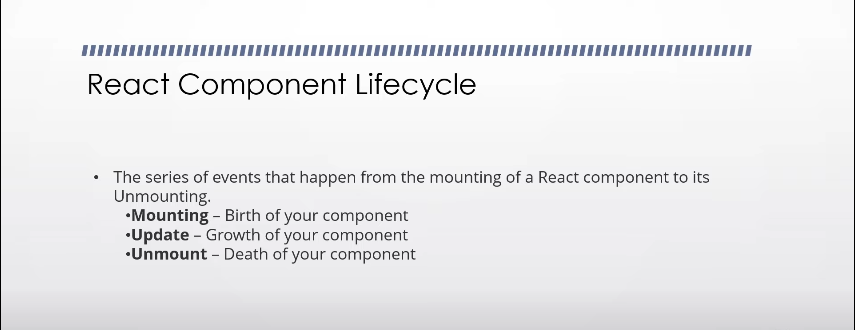 React Component Lifecycle
• The series of events that happen from the mounting of a React component to its
Unmounting.
•Mounting – Birth of your component
•Update – Growth of your component
•Unmount – Death of your component